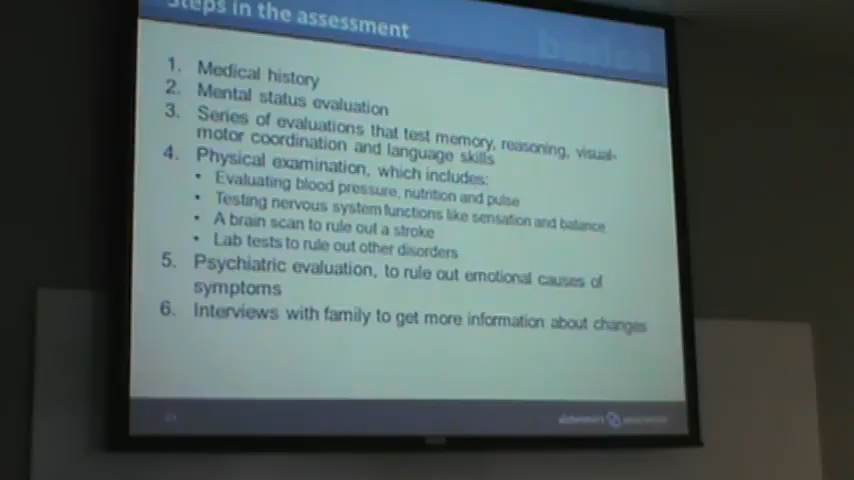 Steps in the assessment
basics
1. Medical history
2. Mental status evaluation
3. Series of evaluations that test memory, reasoning, visual-
motor coordination and language skills
4. Physical examination, which includes:
• Evaluating blood pressure, nutrition and pulse
• Testing nervous system functions like sensation and balance
• A brain scan to rule out a stroke
• Lab tests to rule out other disorders
5. Psychiatric evaluation, to rule out emotional causes of
symptoms
6. Interviews with family to get more information about changes
alzheimer's association